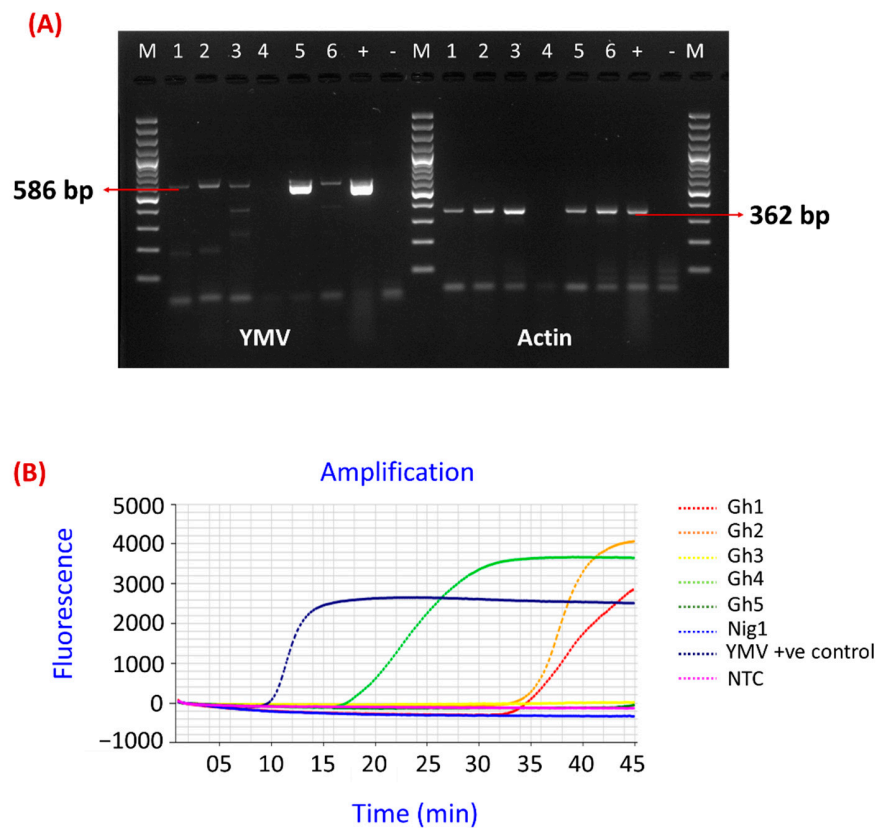 (A)
M 1 2 3 4 5 6 + - M 1 2 3 4 5 6 + - M
586 bp
362 bp
YMV Actin
(B)
Amplification
Fluorescence
5000
4000
3000
2000
1000
0
−1000
05 10 15 20 25 30 35 40 45
Time (min)
Gh1
Gh2
Gh3
Gh4
Gh5
Nig1
YMV +ve control
NTC